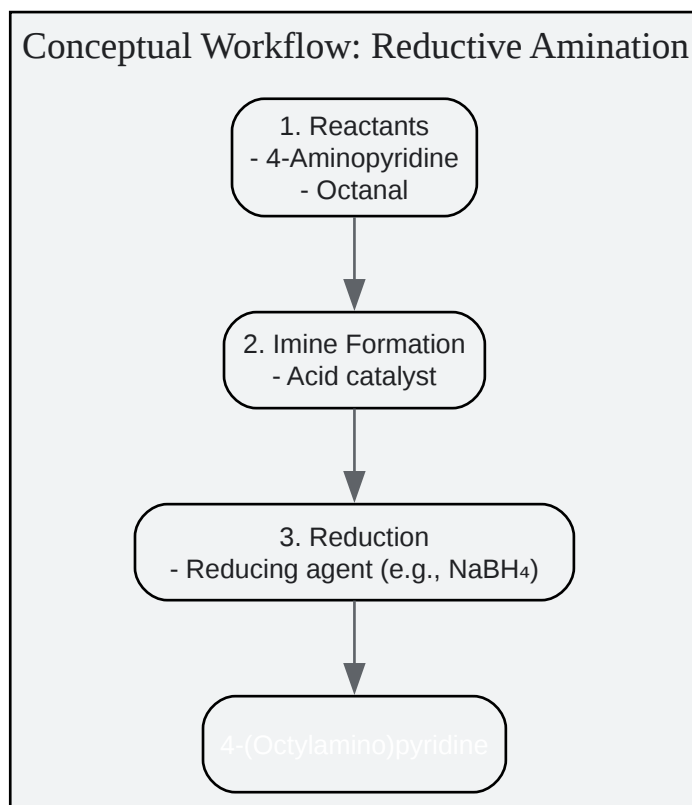 Conceptual Workflow: Reductive Amination
1. Reactants
- 4-Aminopyridine
- Octanal
2. Imine Formation
- Acid catalyst
3. Reduction
- Reducing agent (e.g., NaBH₄)
4-(Octylamino)pyridine